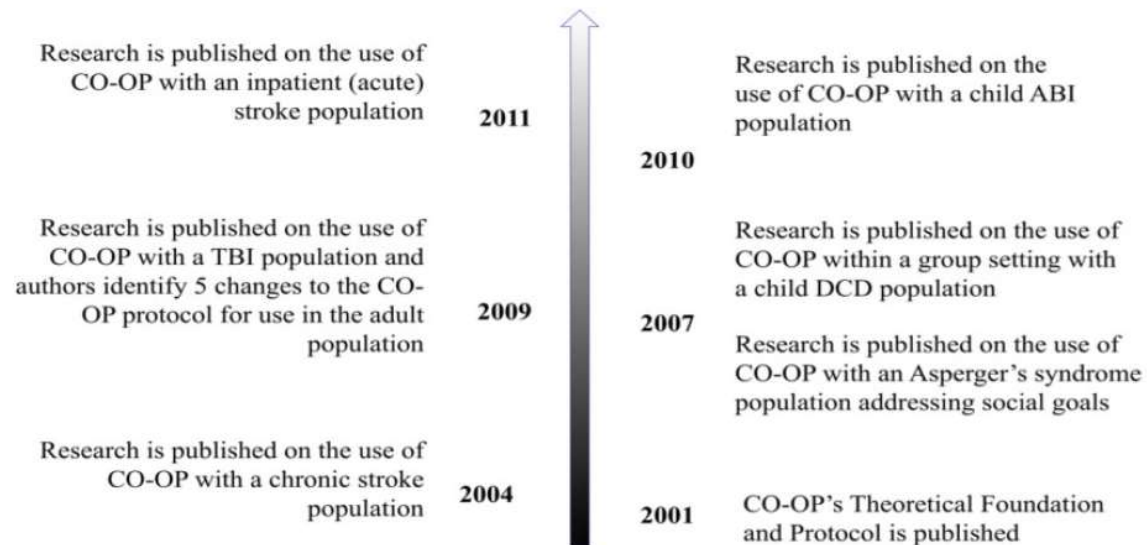 Research is published on the use of
CO-OP with an inpatient (acute)
stroke population
2011
Research is published on the
use of CO-OP with a child ABI
population
2010
Research is published on the use of
CO-OP with a TBI population and
authors identify 5 changes to the CO-
OP protocol for use in the adult
population
2009
Research is published on the use of
CO-OP within a group setting with
a child DCD population
2007
Research is published on the use of
CO-OP with an Asperger's syndrome
population addressing social goals
Research is published on the use of
CO-OP with a chronic stroke
population
2004
2001
CO-OP's Theoretical Foundation
and Protocol is published